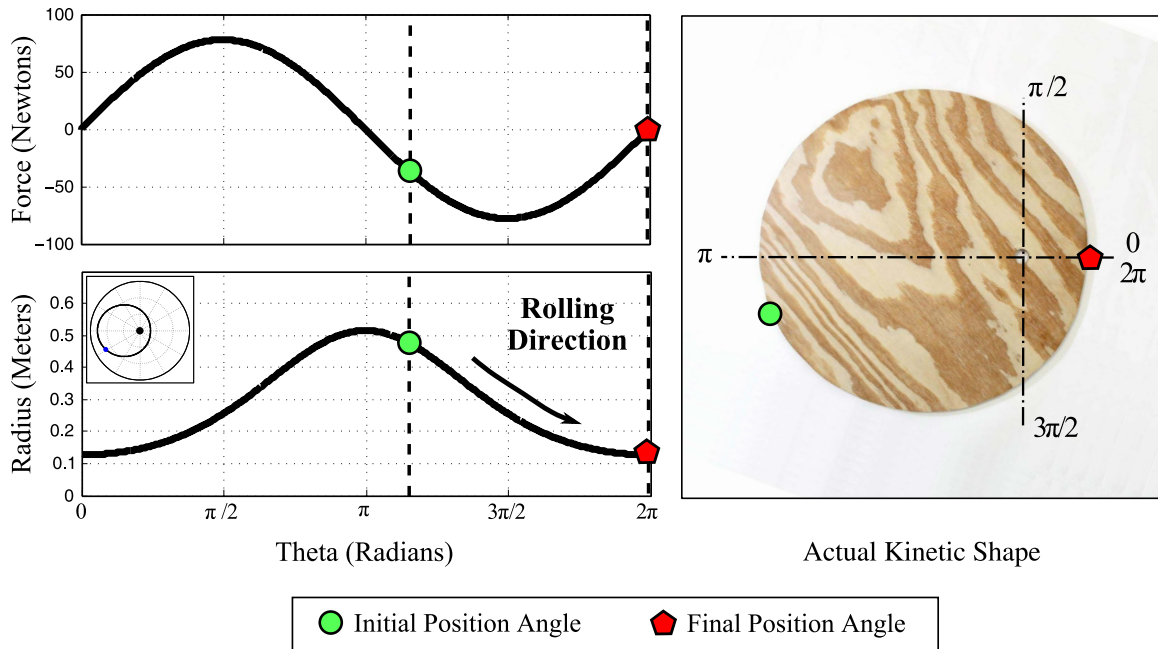 100
50
0
−50
−100
Force (Newtons)
0.6
0.5
0.4
0.3
0.2
0.1
0
Radius (Meters)
Rolling
Direction
0
π/2
π
3π/2
2π
Theta (Radians)
π/2
π
0
2π
3π/2
Actual Kinetic Shape
Initial Position Angle
Final Position Angle